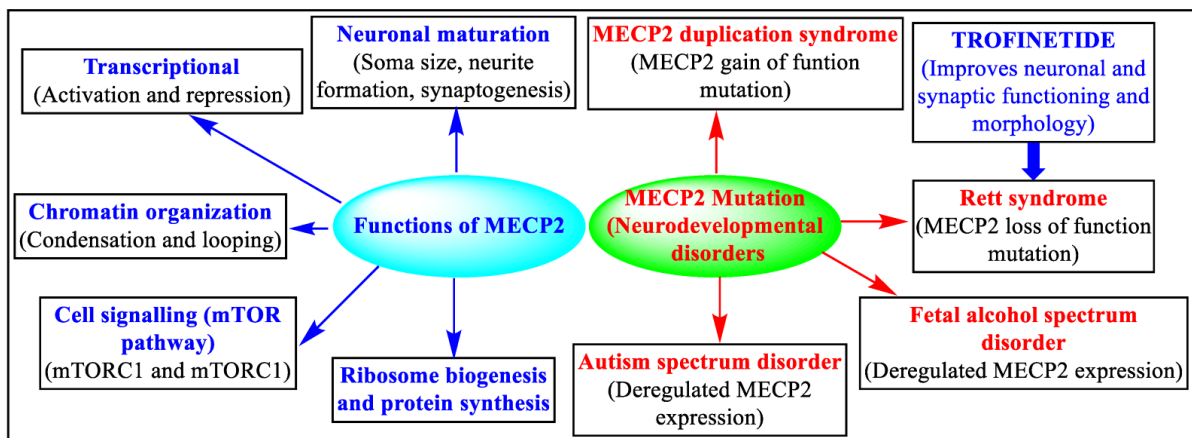 Transcriptional
(Activation and repression)
Neuronal maturation
(Soma size, neurite
formation, synaptogenesis)
MECP2 duplication syndrome
(MECP2 gain of funtion
mutation)
TROFINETIDE
(Improves neuronal and
synaptic functioning and
morphology)
Chromatin organization
(Condensation and looping)
Functions of MECP2
MECP2 Mutation
(Neurodevelopmental
disorders
Rett syndrome
(MECP2 loss of function
mutation)
Cell signalling (mTOR
pathway)
(mTORC1 and mTORC1)
Ribosome biogenesis
and protein synthesis
Autism spectrum disorder
(Deregulated MECP2
expression)
Fetal alcohol spectrum
disorder
(Deregulated MECP2 expression)